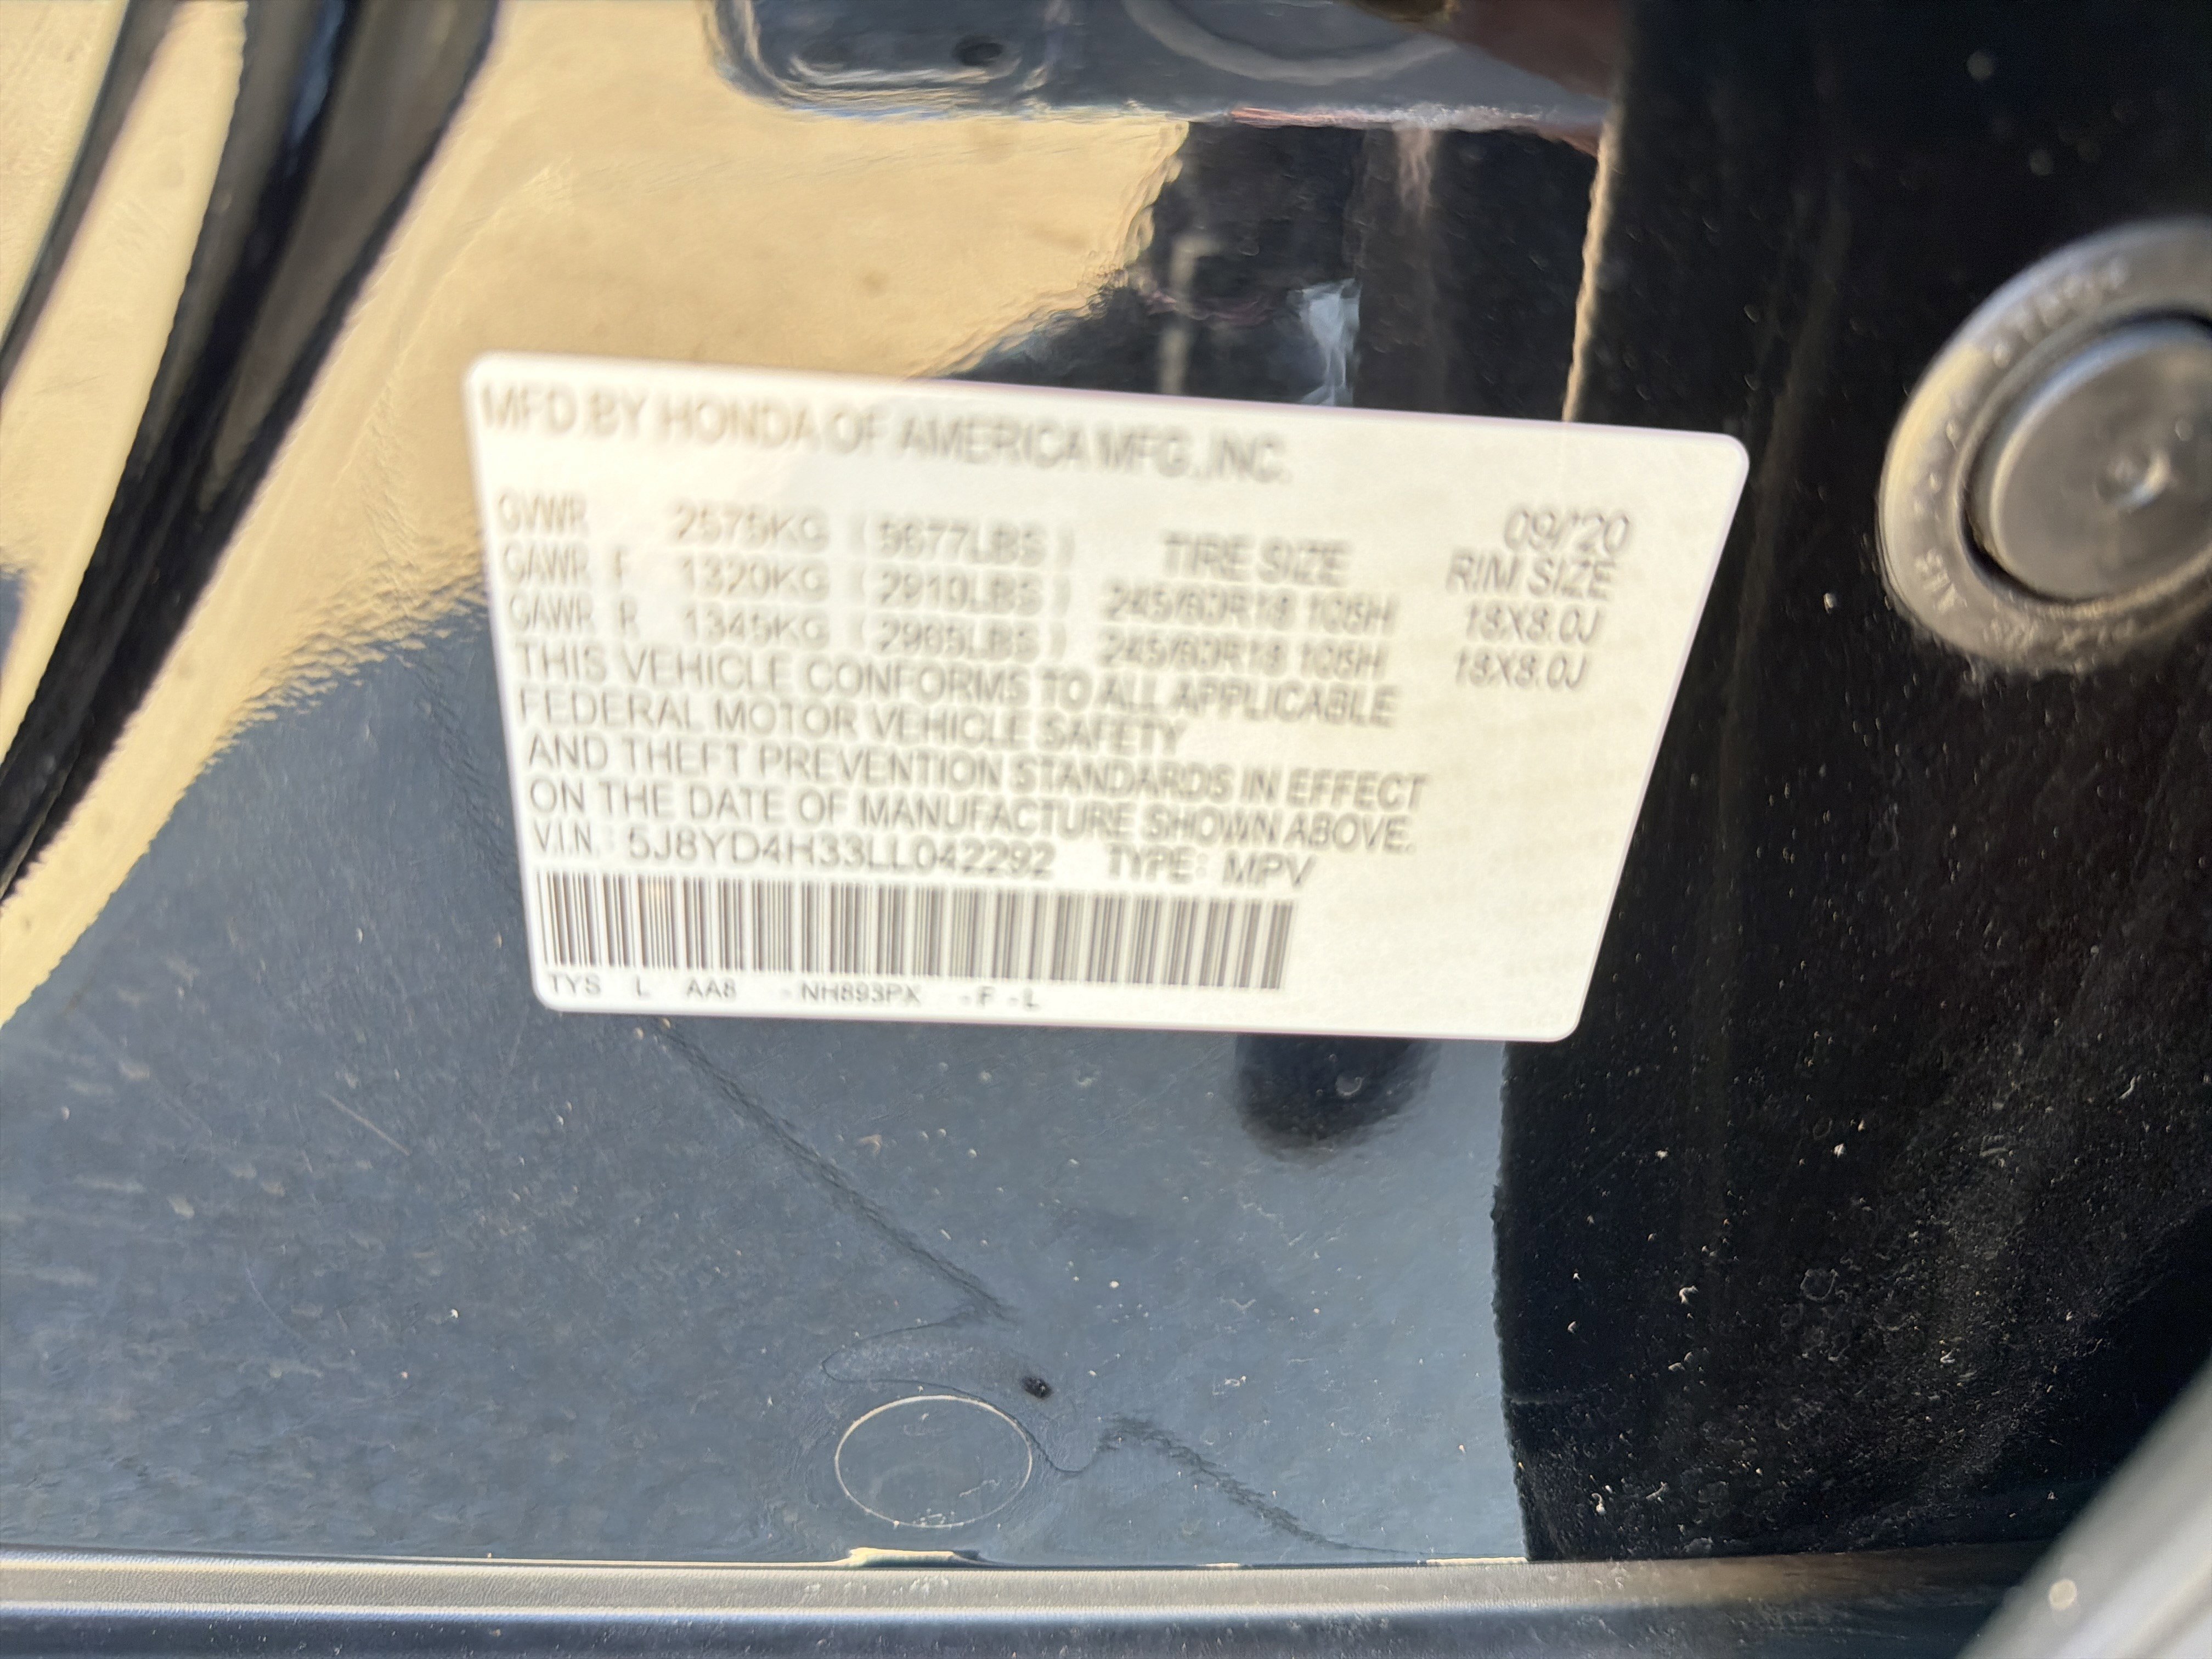 MFD.BY HONDA OF AMERICA MFG.,INC.
09/'20
GVWR 2575KG ( 5677LBS ) TIRE SIZE RIM SIZE
GAWR F 1320KG ( 2910LBS ) 245/60R18 105H 18X8.0J
GAWR R 1345KG ( 2965LBS ) 245/60R18 105H 18X8.0J
THIS VEHICLE CONFORMS TO ALL APPLICABLE
FEDERAL MOTOR VEHICLE SAFETY
AND THEFT PREVENTION STANDARDS IN EFFECT
ON THE DATE OF MANUFACTURE SHOWN ABOVE.
V.I.N. : 5J8YD4H33LL042292 TYPE: MPV
TYS L AA8 - NH893PX - F - L